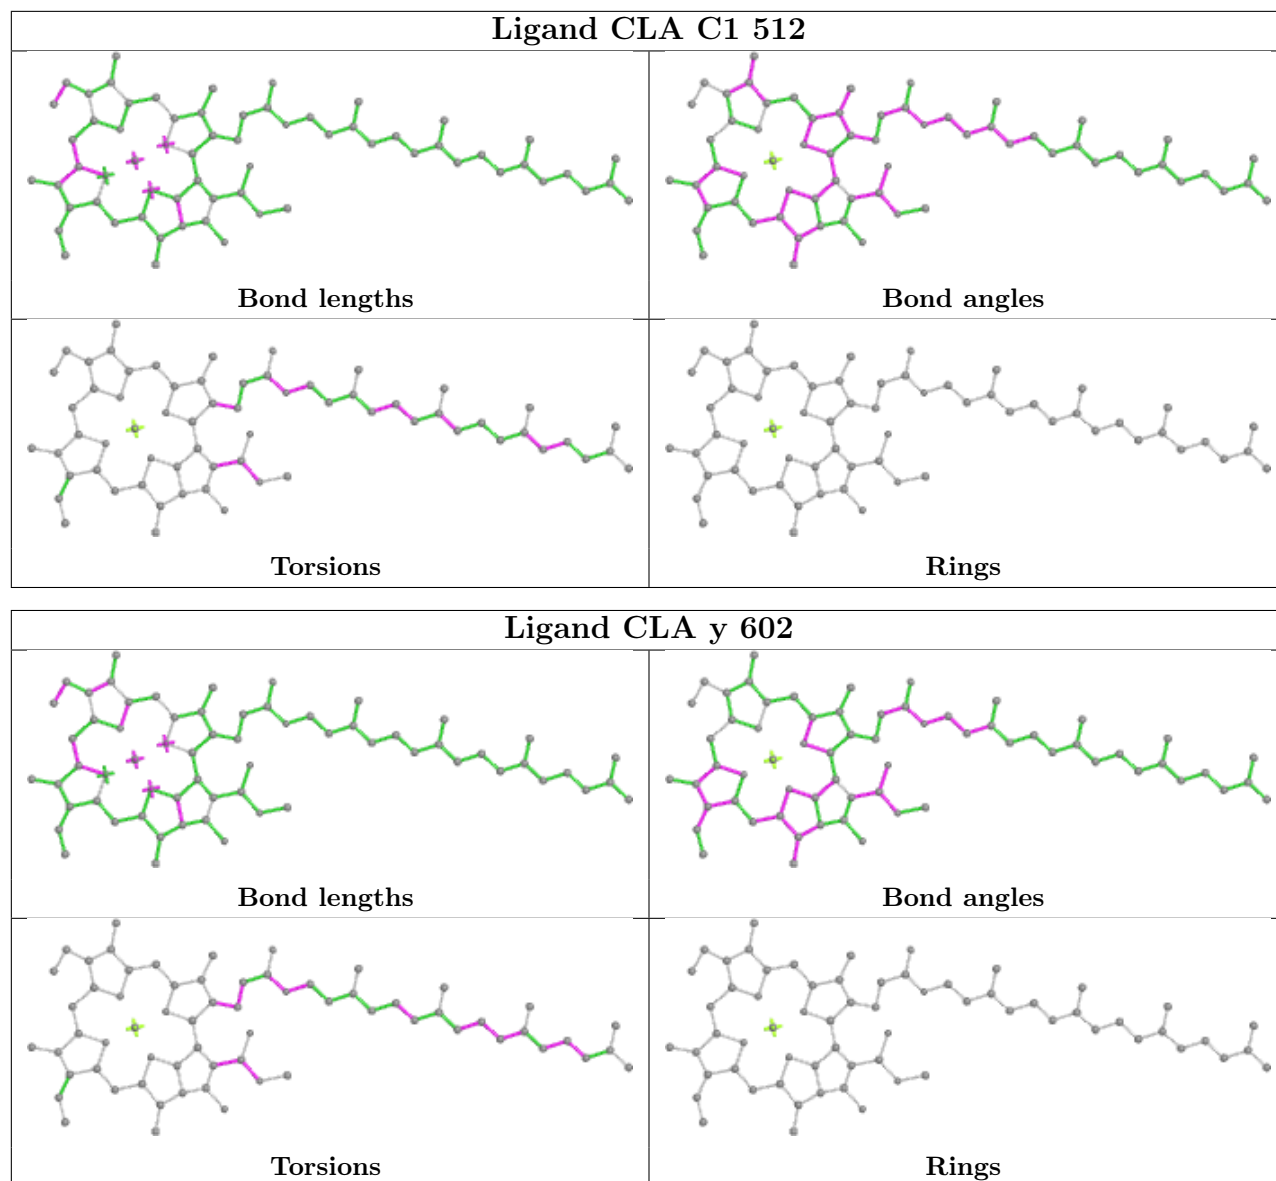 Ligand CLA C1 512
Bond lengths
Bond angles
Torsions
Rings
Ligand CLA y 602
Bond lengths
Bond angles
Torsions
Rings